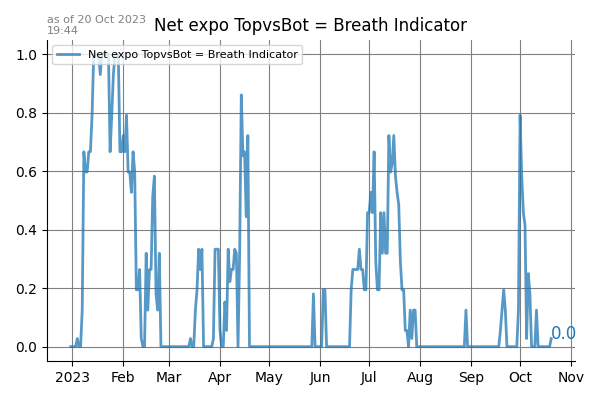 as of 20 Oct 2023
19:44
Net expo TopvsBot = Breath Indicator
Net expo TopvsBot = Breath Indicator
1.0
0.8
0.6
0.4
0.2
0.0
0.0
2023 Feb Mar Apr May Jun Jul Aug Sep Oct Nov